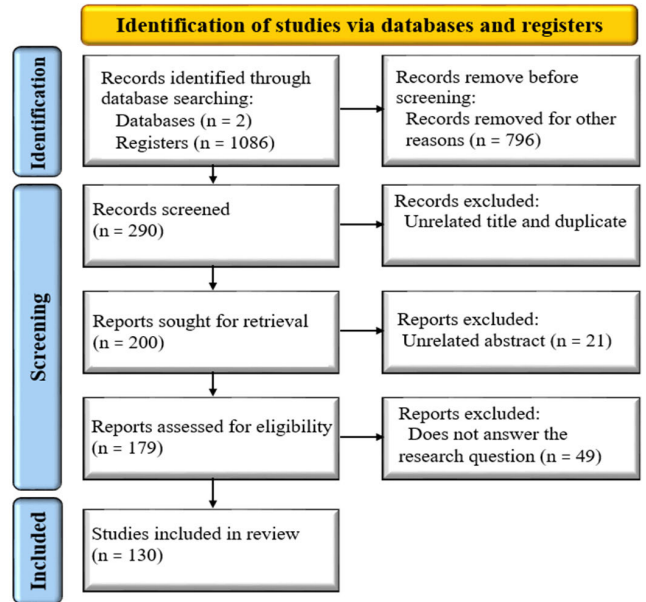 Identification of studies via databases and registers
Identification
Records identified through
database searching:
Databases (n = 2)
Registers (n = 1086)
Records remove before
screening:
Records removed for other
reasons (n = 796)
Screening
Records screened
(n = 290)
Records excluded:
Unrelated title and duplicate
Reports sought for retrieval
(n = 200)
Reports excluded:
Unrelated abstract (n = 21)
Reports assessed for eligibility
(n = 179)
Reports excluded:
Does not answer the
research question (n = 49)
Included
Studies included in review
(n = 130)